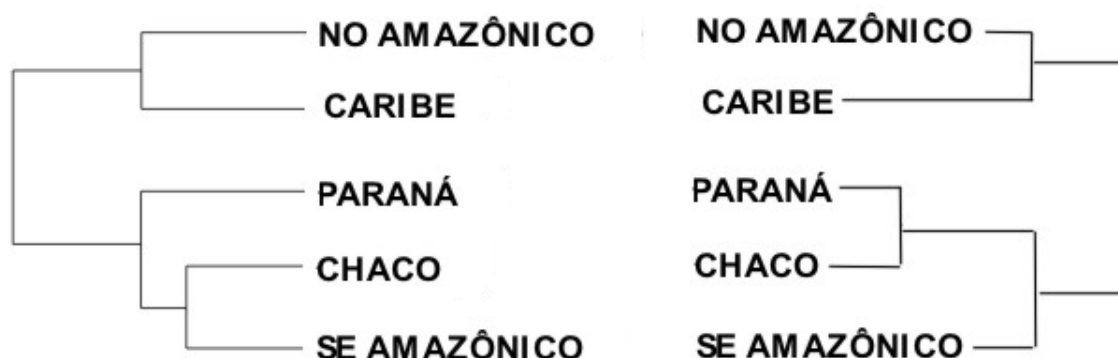 NO AMAZÔNICO
NO AMAZÔNICO
CARIBE
CARIBE
PARANÁ
PARANÁ
CHACO
CHACO
SE AMAZÔNICO
SE AMAZÔNICO